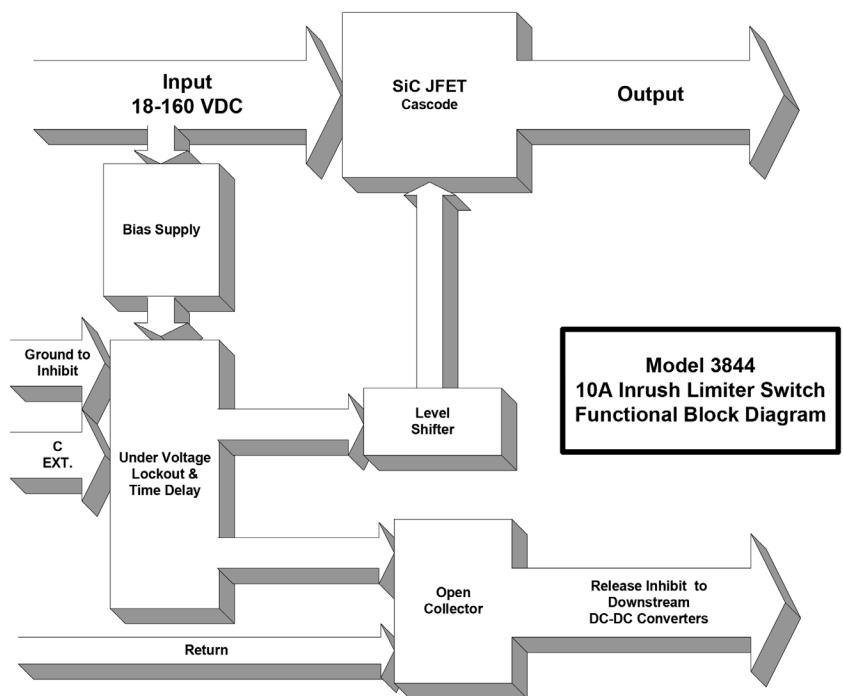 Input
18-160 VDC
SiC JFET
Cascode
Output
Bias Supply
Ground to
Inhibit
C
EXT.
Under Voltage
Lockout &
Time Delay
Level
Shifter
Model 3844
10A Inrush Limiter Switch
Functional Block Diagram
Open
Collector
Release Inhibit to
Downstream
DC-DC Converters
Return